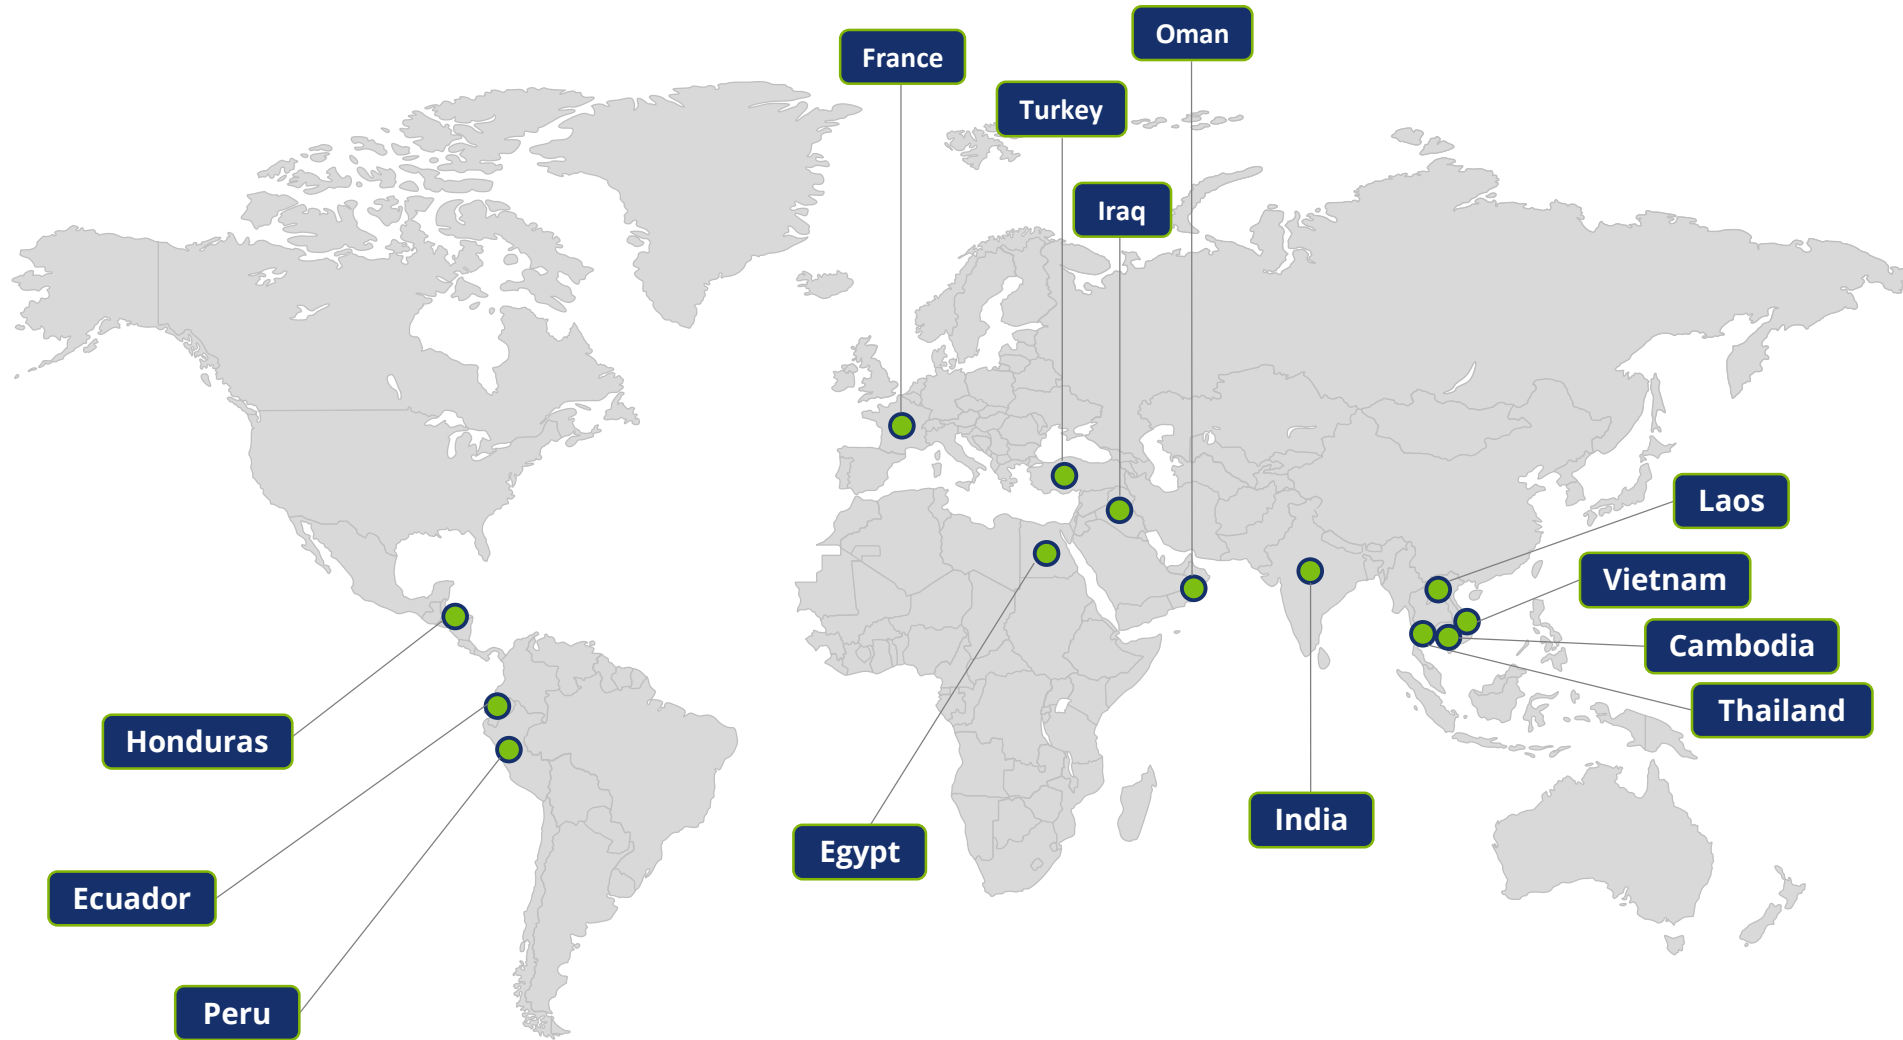 Oman
France
Turkey
Iraq
Laos
Vietnam
Cambodia
Thailand
Honduras
India
Egypt
Ecuador
Peru